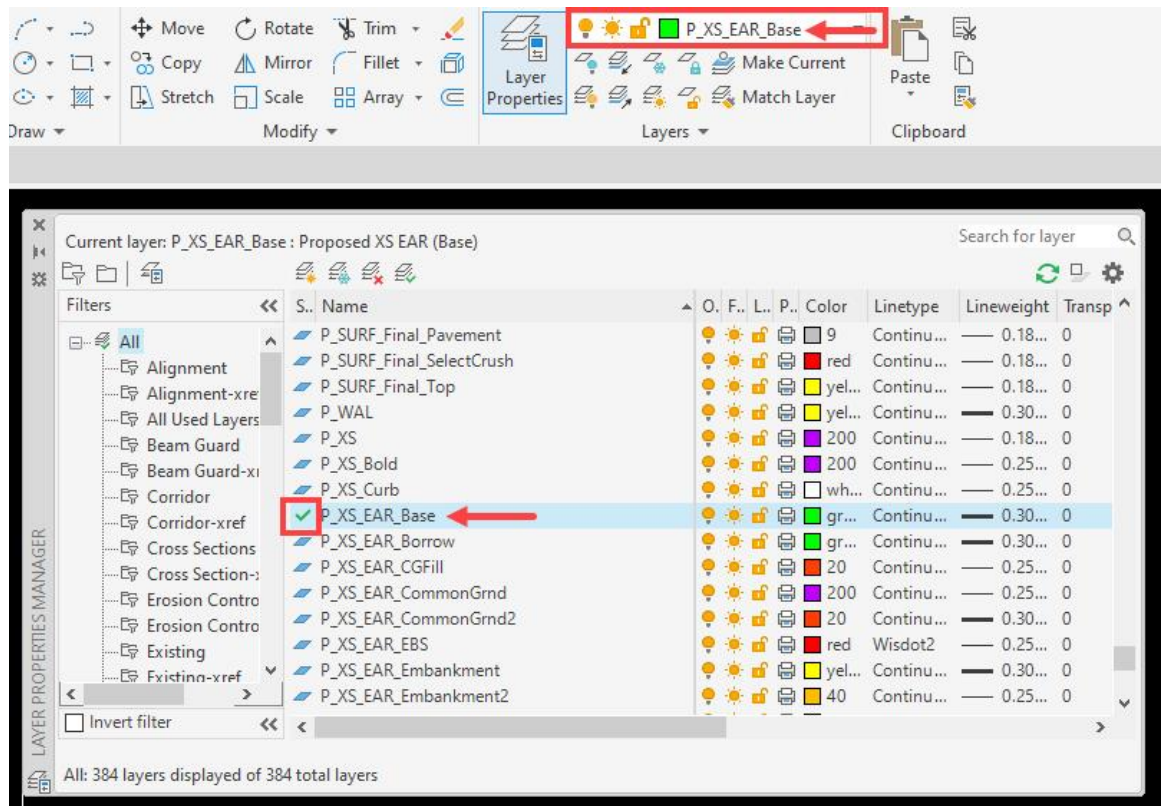 Move Rotate Trim
Copy Mirror Fillet
Stretch Scale Array
Draw Modify
Layer Properties
P_XS_EAR_Base
Make Current
Match Layer
Layers
Paste
Clipboard
Current layer: P_XS_EAR_Base : Proposed XS EAR (Base)
Search for layer
Filters
All
Alignment
Alignment-xre
All Used Layers
Beam Guard
Beam Guard-xr
Corridor
Corridor-xref
Cross Sections
Cross Section-x
Erosion Contro
Erosion Contro
Existing
Existing-xref
Invert filter
S.. Name O.. F.. L.. P.. Color Linetype Lineweight Transp
P_SURF_Final_Pavement 9 Continu... 0.18... 0
P_SURF_Final_SelectCrush red Continu... 0.18... 0
P_SURF_Final_Top yel... Continu... 0.18... 0
P_WAL yel... Continu... 0.30... 0
P_XS 200 Continu... 0.18... 0
P_XS_Bold 200 Continu... 0.25... 0
P_XS_Curb wh... Continu... 0.25... 0
P_XS_EAR_Base gr... Continu... 0.30... 0
P_XS_EAR_Borrow gr... Continu... 0.30... 0
P_XS_EAR_CGFill 20 Continu... 0.25... 0
P_XS_EAR_CommonGrnd 200 Continu... 0.25... 0
P_XS_EAR_CommonGrnd2 20 Continu... 0.30... 0
P_XS_EAR_EBS red Wisdot2 0.25... 0
P_XS_EAR_Embankment yel... Continu... 0.30... 0
P_XS_EAR_Embankment2 40 Continu... 0.25... 0
LAYER PROPERTIES MANAGER
All: 384 layers displayed of 384 total layers